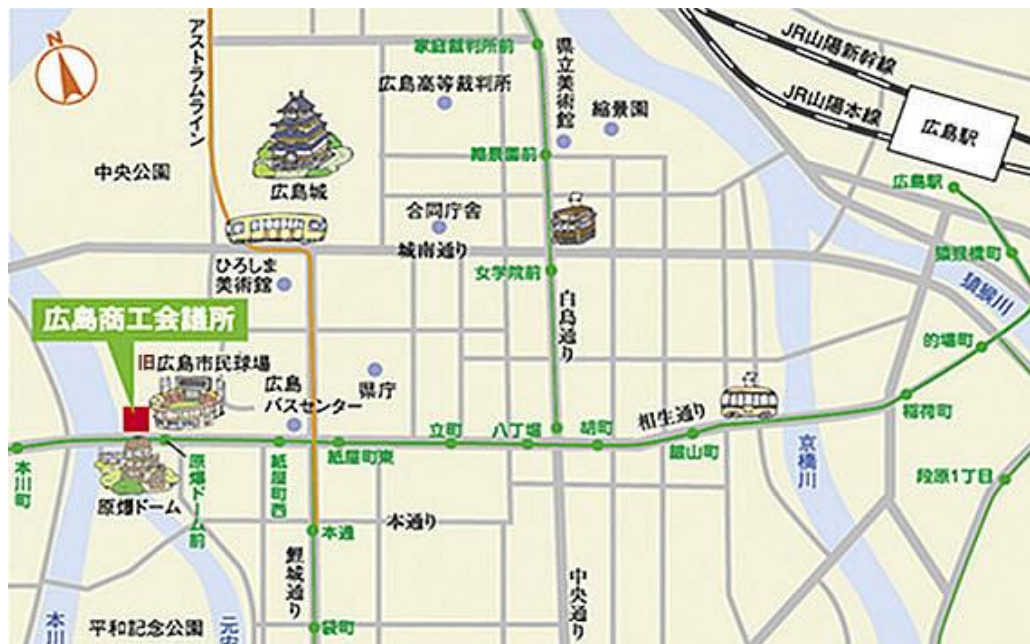 N
アストラムライン
家庭裁判所前
県立美術館
広島高等裁判所
縮景園
JR山陽新幹線
JR山陽本線
広島駅
中央公園
広島城
縮景園前
広島駅
合同庁舎
城南通り
猿猴橋町
ひろしま
美術館
女学院前
白島通り
猿猴川
広島商工会議所
的場町
旧広島市民球場
広島
バスセンター
県庁
相生通り
稲荷町
立町
八丁堀
胡町
銀山町
京橋川
本川町
原爆ドーム
原爆ドーム前
紙屋町西
紙屋町東
段原1丁目
本通り
本通
鯉城通り
中央通り
平和記念公園
本川
元安
袋町